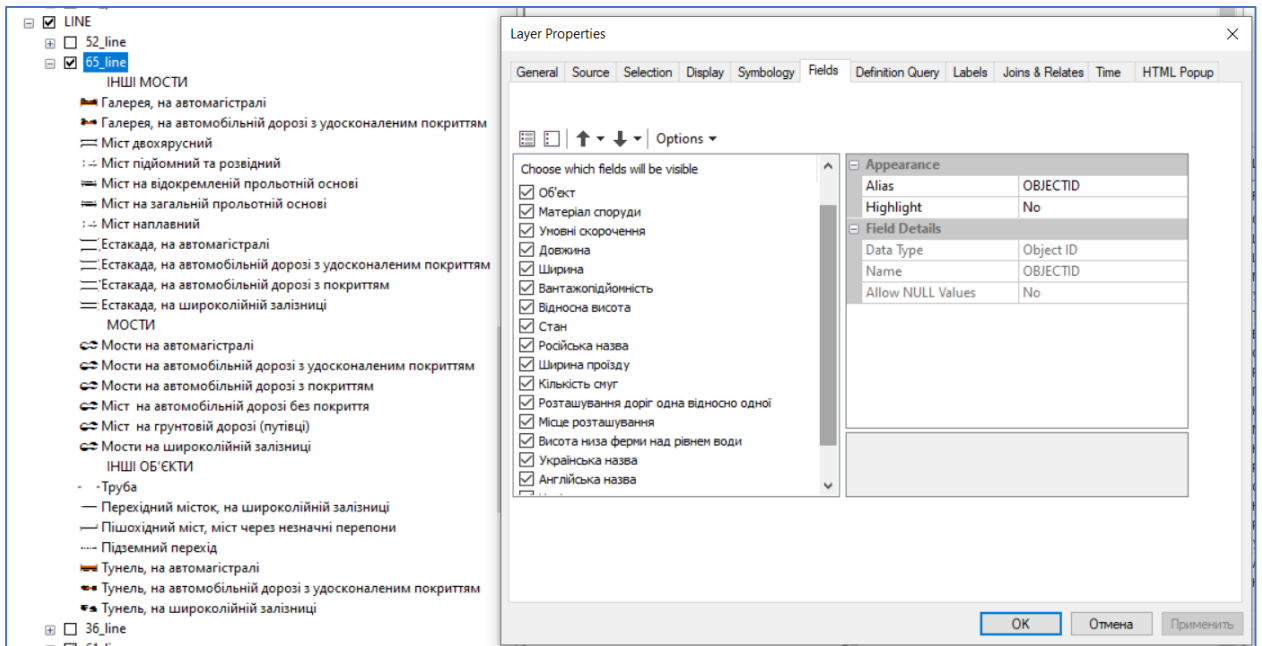 LINE
52_line
65_line
ІНШІ МОСТИ
Галерея, на автомагістралі
Галерея, на автомобільній дорозі з удосконаленим покриттям
Міст двохярусний
Міст підйомний та розвідний
Міст на відокремленій прольотній основі
Міст на загальній прольотній основі
Міст наплавний
Естакада, на автомагістралі
Естакада, на автомобільній дорозі з удосконаленим покриттям
Естакада, на автомобільній дорозі з покриттям
Естакада, на широколійній залізниці
МОСТИ
Мости на автомагістралі
Мости на автомобільній дорозі з удосконаленим покриттям
Мости на автомобільній дорозі з покриттям
Міст на автомобільній дорозі без покриття
Міст на грунтовій дорозі (путівці)
Мости на широколійній залізниці
ІНШІ ОБ'ЄКТИ
Труба
Перехідний місток, на широколійній залізниці
Пішохідний міст, міст через незначні перепони
Підземний перехід
Тунель, на автомагістралі
Тунель, на автомобільній дорозі з удосконаленим покриттям
Тунель, на широколійній залізниці
36_line
Layer Properties
General Source Selection Display Symbology Fields Definition Query Labels Joins & Relates Time HTML Popup
Options
Choose which fields will be visible
Об'єкт
Матеріал споруди
Умовні скорочення
Довжина
Ширина
Вантажопідйомність
Відносна висота
Стан
Російська назва
Ширина проїзду
Кількість смуг
Розташування доріг одна відносно одної
Місце розташування
Висота низа ферми над рівнем води
Українська назва
Англійська назва
Appearance
Alias OBJECTID
Highlight No
Field Details
Data Type Object ID
Name OBJECTID
Allow NULL Values No
OK Отмена Применить